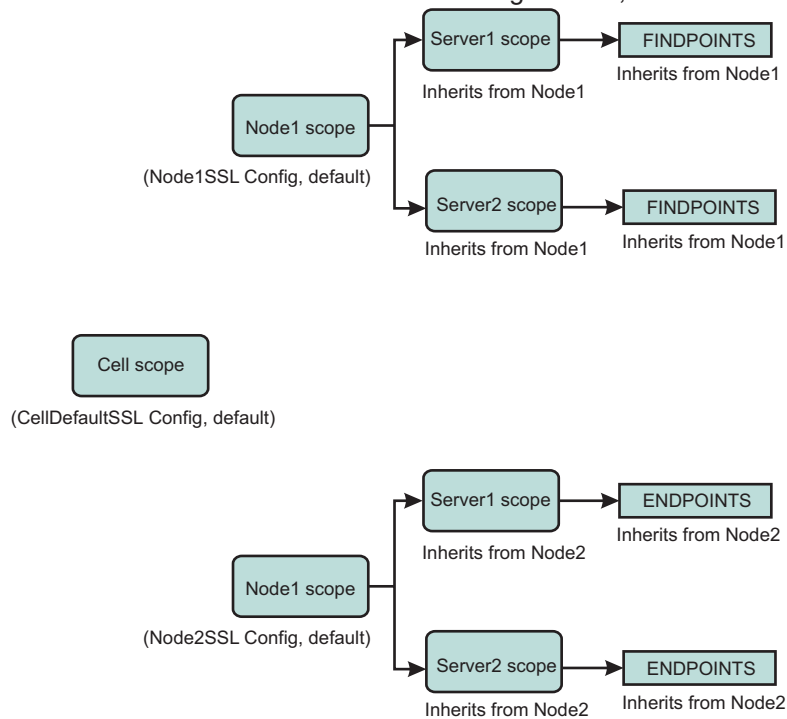 Server1 scope
FINDPOINTS
Inherits from Node1
Inherits from Node1
Node1 scope
(Node1SSL Config, default)
Server2 scope
FINDPOINTS
Inherits from Node1
Inherits from Node1
Cell scope
(CellDefaultSSL Config, default)
Server1 scope
ENDPOINTS
Inherits from Node2
Inherits from Node2
Node1 scope
(Node2SSL Config, default)
Server2 scope
ENDPOINTS
Inherits from Node2
Inherits from Node2